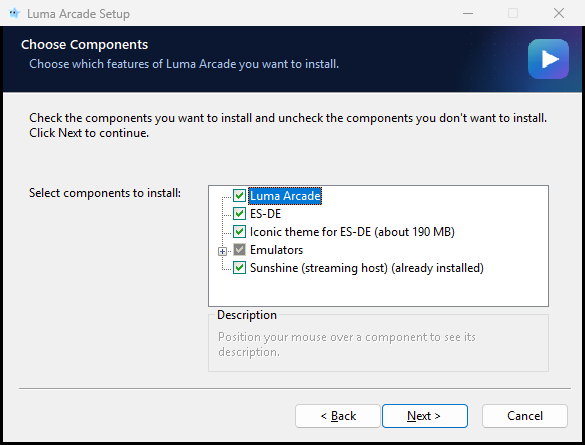 Luma Arcade Setup
Choose Components
Choose which features of Luma Arcade you want to install.
Check the components you want to install and uncheck the components you don't want to install.
Click Next to continue.
Select components to install:
Luma Arcade
ES-DE
Iconic theme for ES-DE (about 190 MB)
Emulators
Sunshine (streaming host) (already installed)
Description
Position your mouse over a component to see its
description.
< Back
Next >
Cancel